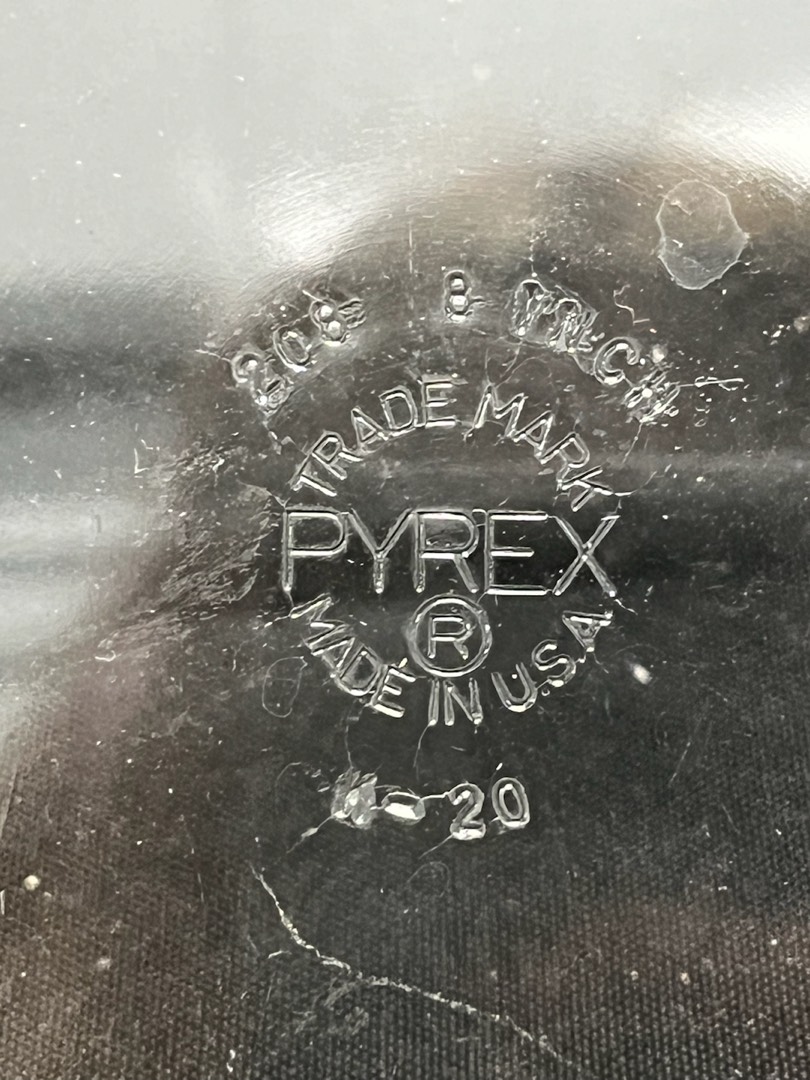 208 8 INCH
TRADE MARK
PYREX
®
MADE IN U.S.A
-20